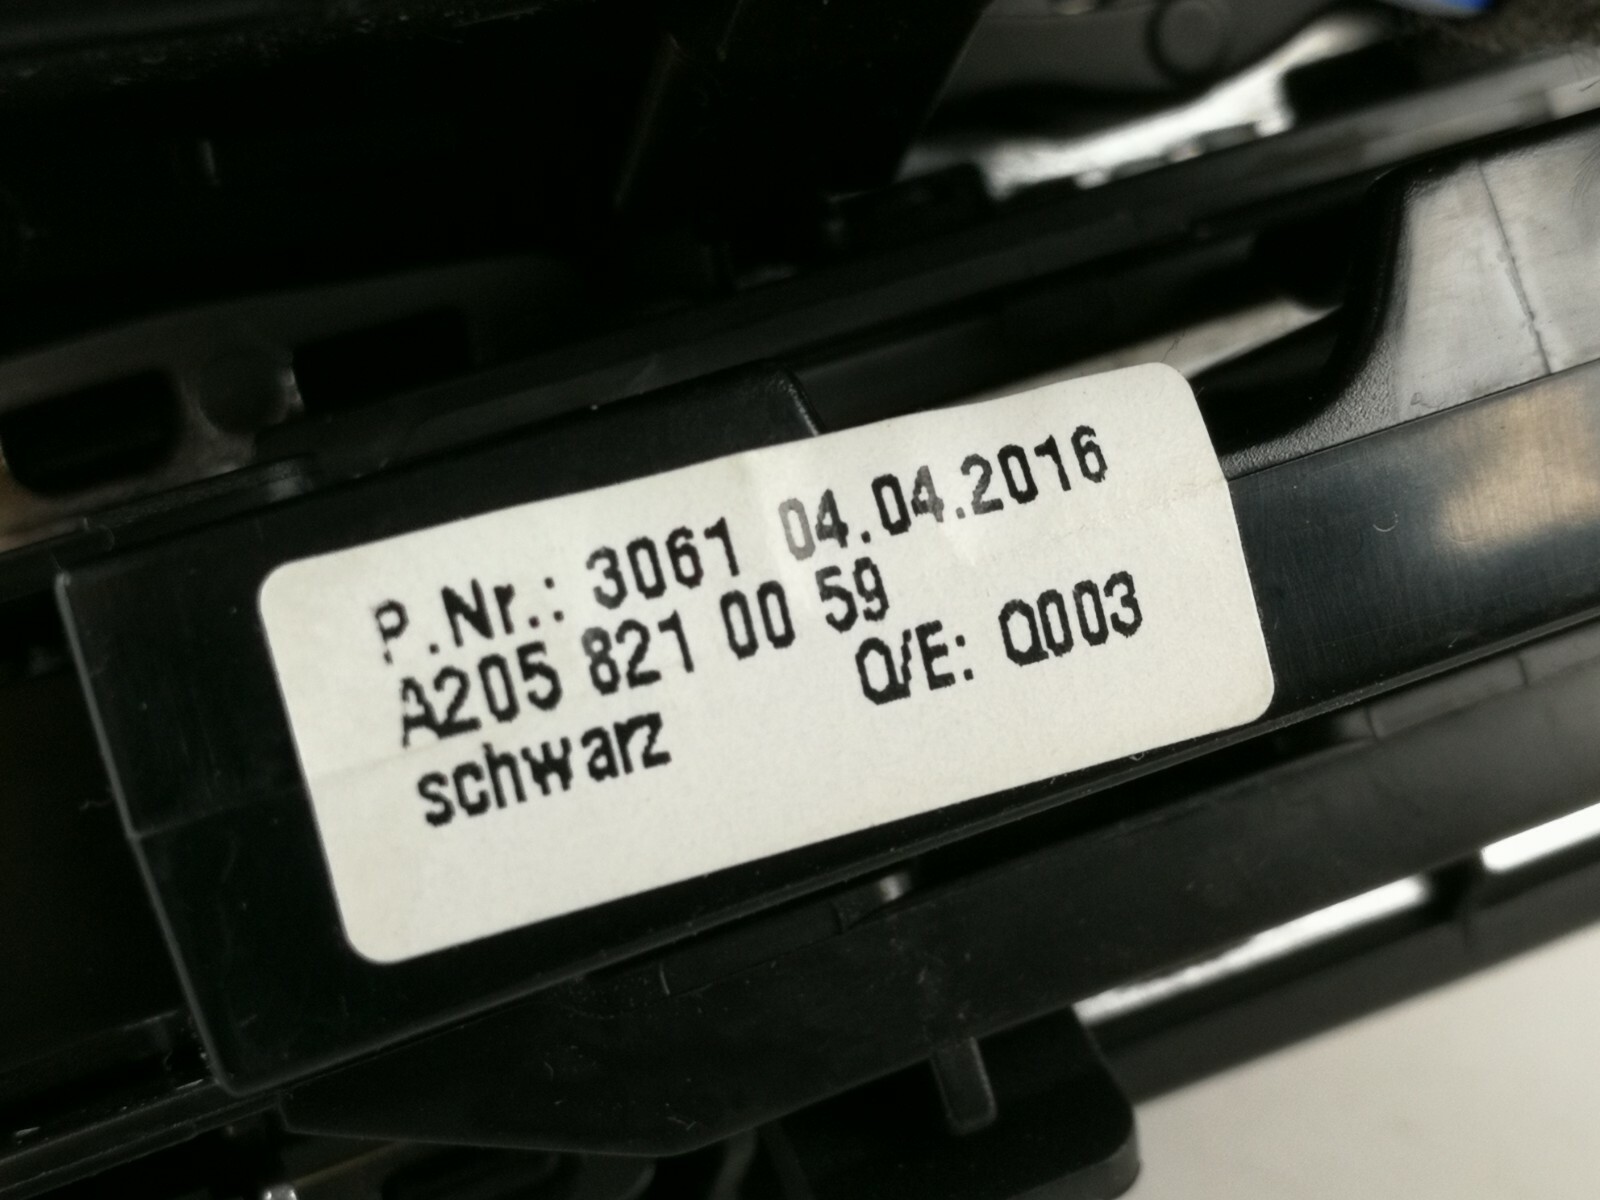 P.Nr.: 3061 04.04.2016
A205 821 00 59
Q/E: Q003
schwarz